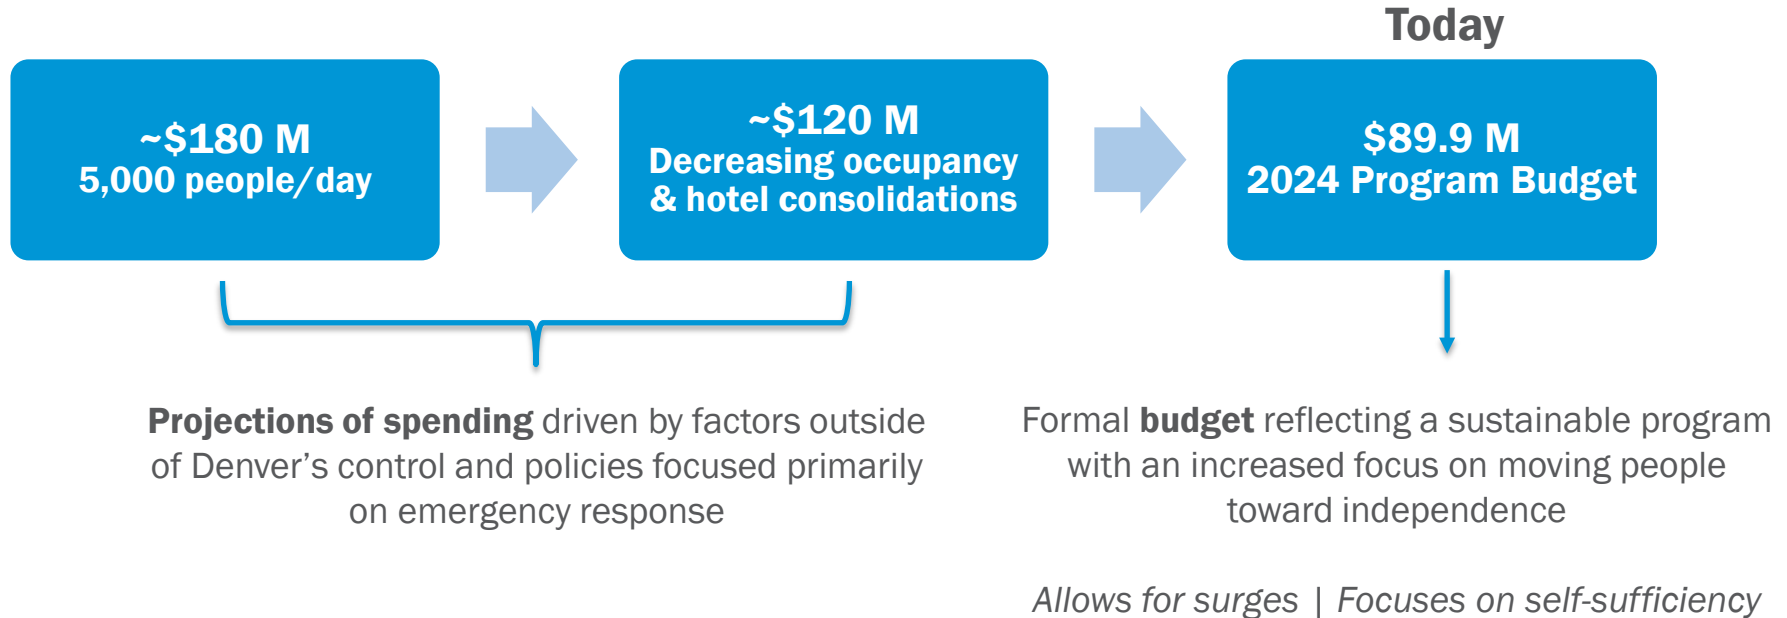 Today
~$180 M
5,000 people/day
~$120 M
Decreasing occupancy
& hotel consolidations
$89.9 M
2024 Program Budget
Projections of spending driven by factors outside
of Denver’s control and policies focused primarily
on emergency response
Formal budget reflecting a sustainable program
with an increased focus on moving people
toward independence
Allows for surges | Focuses on self-sufficiency